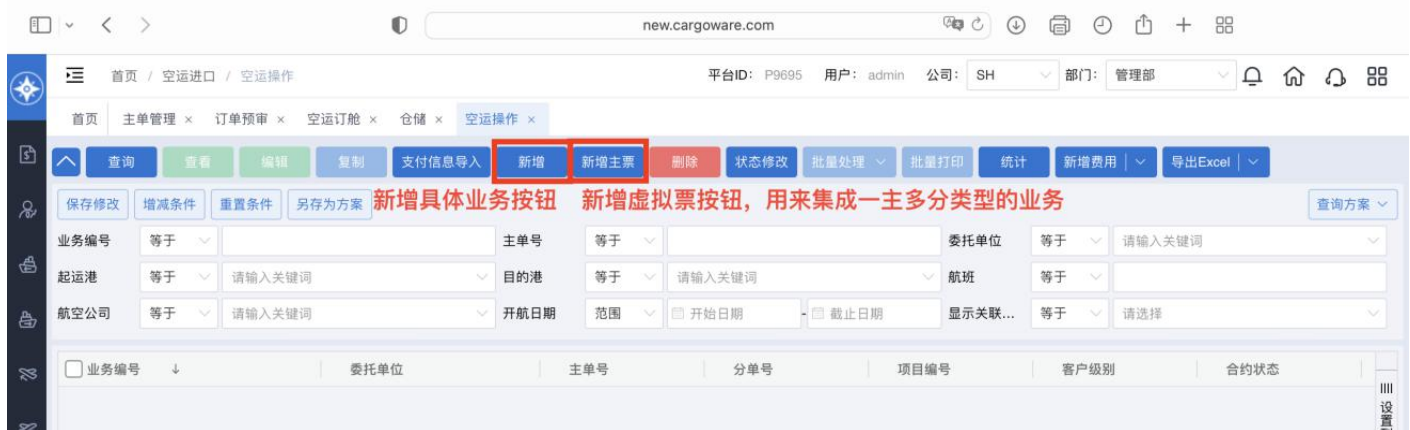 new.cargoware.com
首页 / 空运进口 / 空运操作 平台ID: P9695 用户: admin 公司: SH 部门: 管理部
首页 主单管理 × 订单预审 × 空运订舱 × 仓储 × 空运操作 ×
查询 查看 编辑 复制 支付信息导入 新增 新增主票 删除 状态修改 批量处理 批量打印 统计 新增费用 导出Excel
保存修改 增减条件 重置条件 另存为方案 新增具体业务按钮 新增虚拟票按钮，用来集成一主多分类型的业务 查询方案
业务编号 等于 主单号 等于 委托单位 等于 请输入关键词
起运港 等于 请输入关键词 目的港 等于 请输入关键词 航班 等于
航空公司 等于 请输入关键词 开航日期 范围 开始日期 - 截止日期 显示关联... 等于 请选择
业务编号 ↓ 委托单位 主单号 分单号 项目编号 客户级别 合约状态
设置